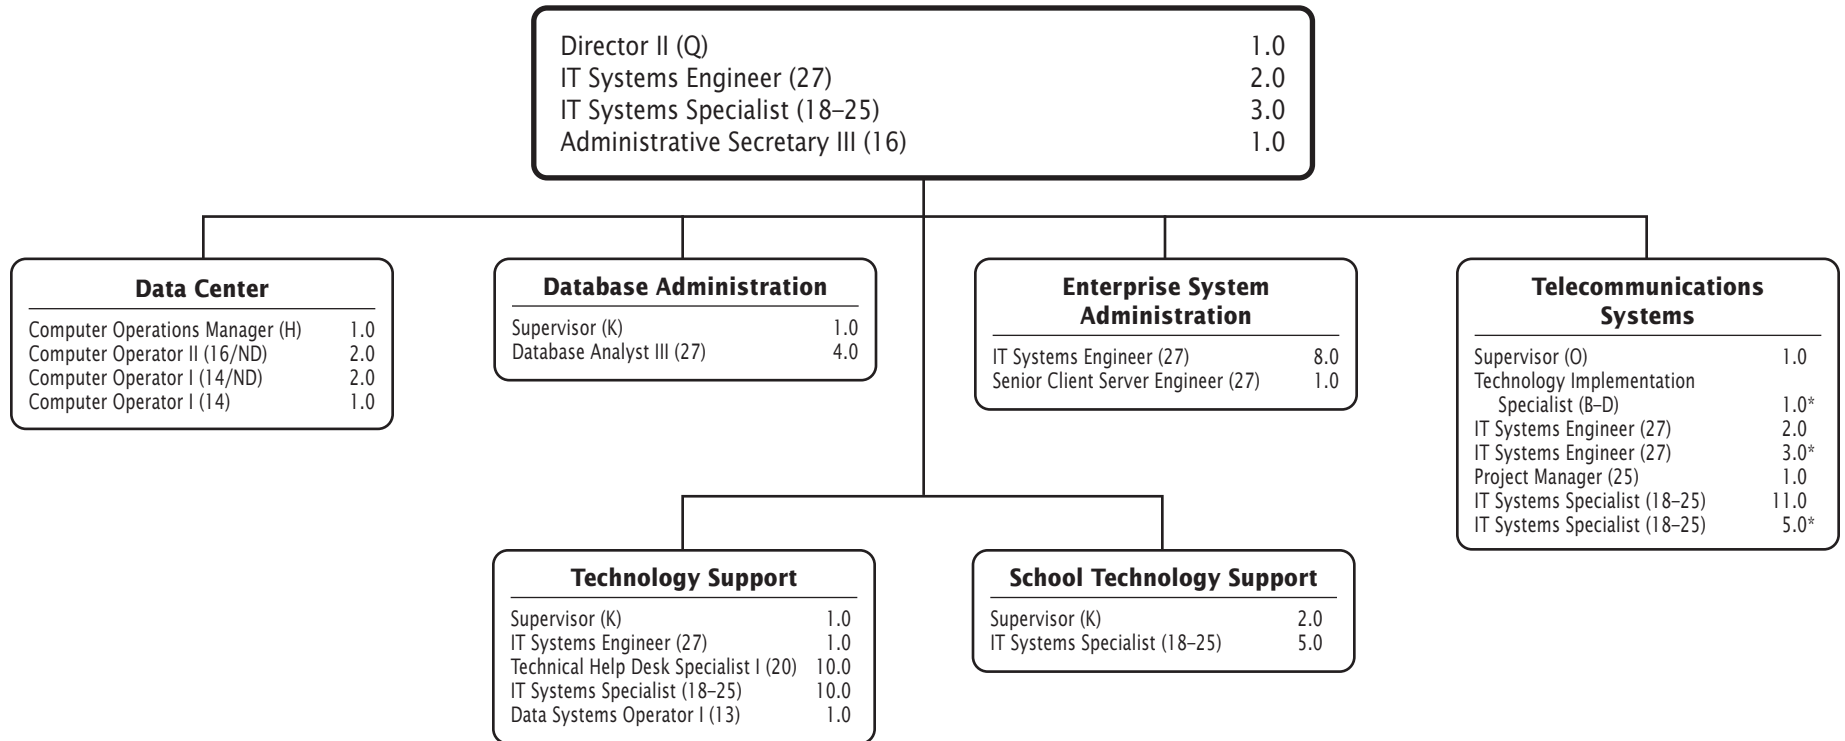 Director II (Q) 1.0
IT Systems Engineer (27) 2.0
IT Systems Specialist (18–25) 3.0
Administrative Secretary III (16) 1.0
Data Center
Computer Operations Manager (H) 1.0
Computer Operator II (16/ND) 2.0
Computer Operator I (14/ND) 2.0
Computer Operator I (14) 1.0
Database Administration
Supervisor (K) 1.0
Database Analyst III (27) 4.0
Enterprise System
Administration
IT Systems Engineer (27) 8.0
Senior Client Server Engineer (27) 1.0
Telecommunications
Systems
Supervisor (O) 1.0
Technology Implementation
Specialist (B–D) 1.0*
IT Systems Engineer (27) 2.0
IT Systems Engineer (27) 3.0*
Project Manager (25) 1.0
IT Systems Specialist (18–25) 11.0
IT Systems Specialist (18–25) 5.0*
Technology Support
Supervisor (K) 1.0
IT Systems Engineer (27) 1.0
Technical Help Desk Specialist I (20) 10.0
IT Systems Specialist (18–25) 10.0
Data Systems Operator I (13) 1.0
School Technology Support
Supervisor (K) 2.0
IT Systems Specialist (18–25) 5.0